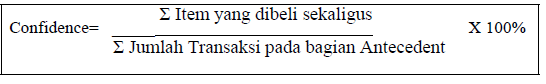 Σ Item yang dibeli sekaligus
Confidence= X 100%
Σ Jumlah Transaksi pada bagian Antecedent